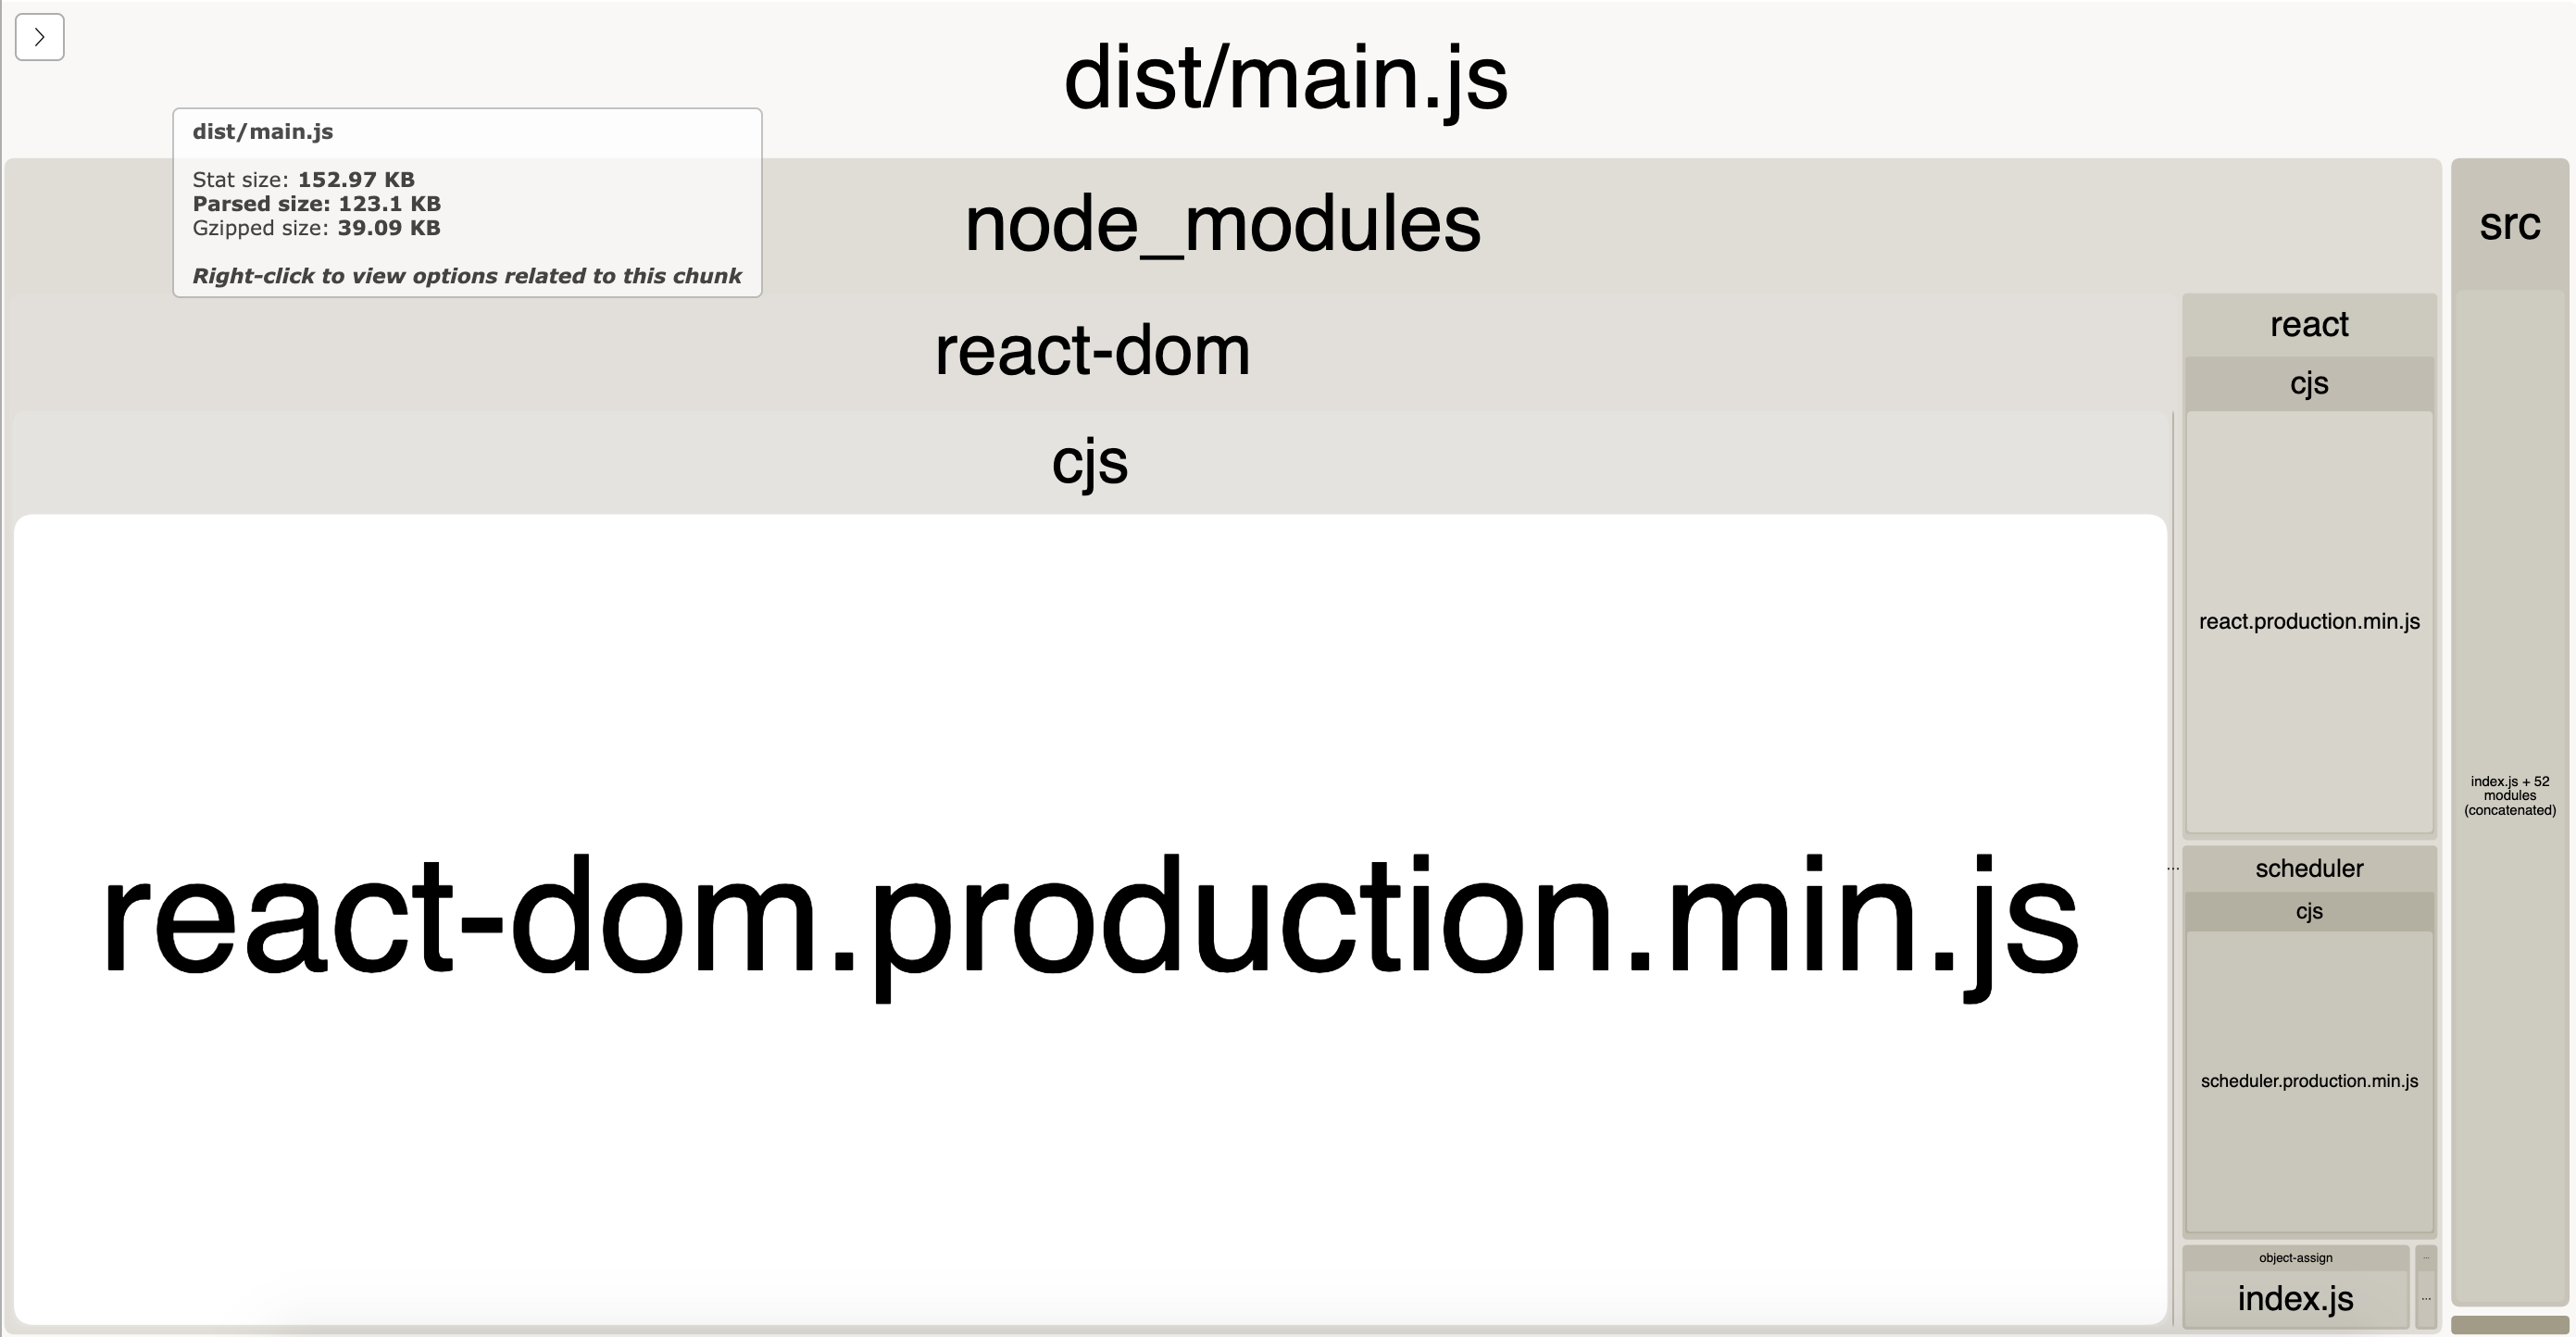 dist/main.js
dist/main.js
Stat size: 152.97 KB
Parsed size: 123.1 KB
Gzipped size: 39.09 KB
Right-click to view options related to this chunk
node_modules
src
react-dom
react
cjs
cjs
react-dom.production.min.js
react.production.min.js
...
scheduler
cjs
scheduler.production.min.js
object-assign
...
index.js
...
index.js + 52
modules
(concatenated)